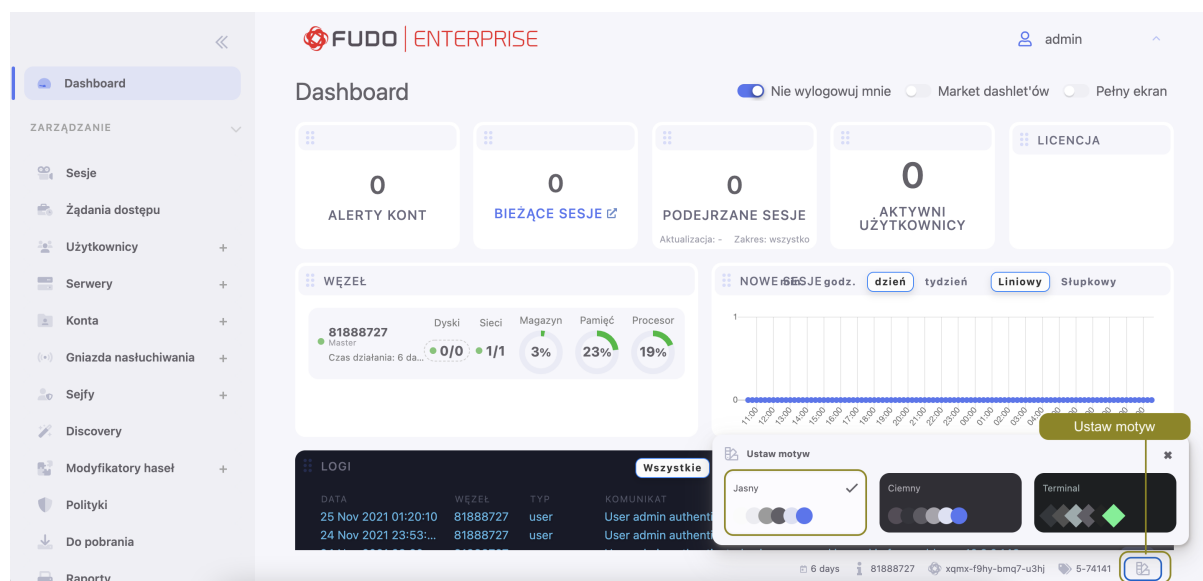 FUDO ENTERPRISE
admin
Dashboard
ZARZĄDZANIE
Sesje
Żądania dostępu
Użytkownicy
Serwery
Konta
Gniazda nasłuchiwania
Sejfy
Discovery
Modyfikatory haseł
Polityki
Do pobrania
Raporty
Dashboard
Nie wylogowuj mnie
Market dashlet'ów
Pełny ekran
0
ALERTY KONT
0
BIEŻĄCE SESJE
0
PODEJRZANE SESJE
Aktualizacja: - Zakres: wszystko
0
AKTYWNI
UŻYTKOWNICY
LICENCJA
WĘZEŁ
81888727
Master
Czas działania: 6 da...
Dyski
0/0
Sieci
1/1
Magazyn
3%
Pamięć
23%
Procesor
19%
NOWE SESJE godz. dzień tydzień Liniowy Słupkowy
1
0
11:00 12:00 13:00 14:00 15:00 16:00 17:00 18:00 19:00 20:00 21:00 22:00 23:00 00:00 01:00 02:00 03:00
Ustaw motyw
LOGI
Wszystkie
DATA WĘZEŁ TYP KOMUNIKAT
25 Nov 2021 01:20:10 81888727 user User admin authenti
24 Nov 2021 23:53:... 81888727 user User admin authenti
Ustaw motyw
Jasny
Ciemny
Terminal
6 days 81888727 xqmx-f9hy-bmq7-u3hj 5-74141